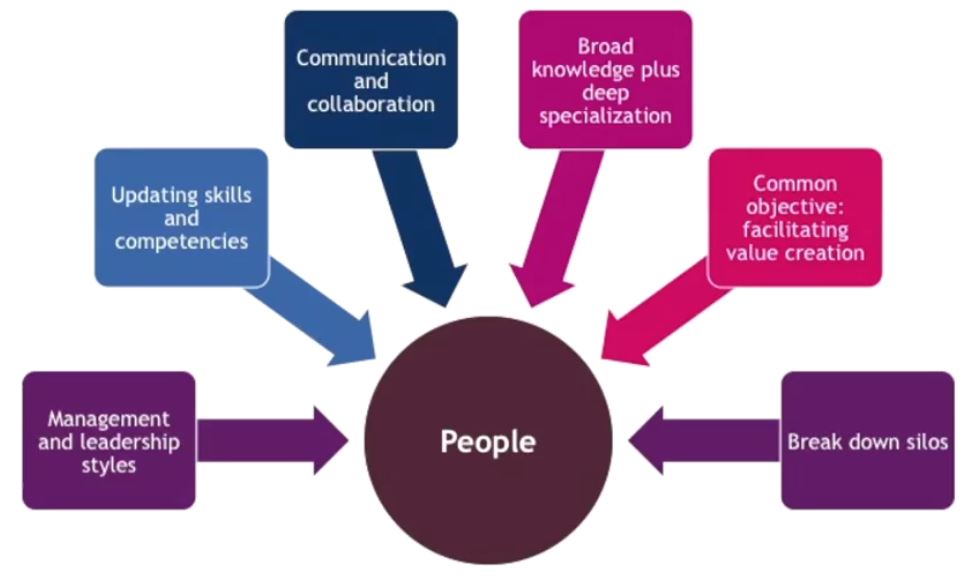 Communication
and
collaboration
Broad
knowledge plus
deep
specialization
Updating skills
and
competencies
Common
objective:
facilitating
value creation
Management
and leadership
styles
People
Break down silos